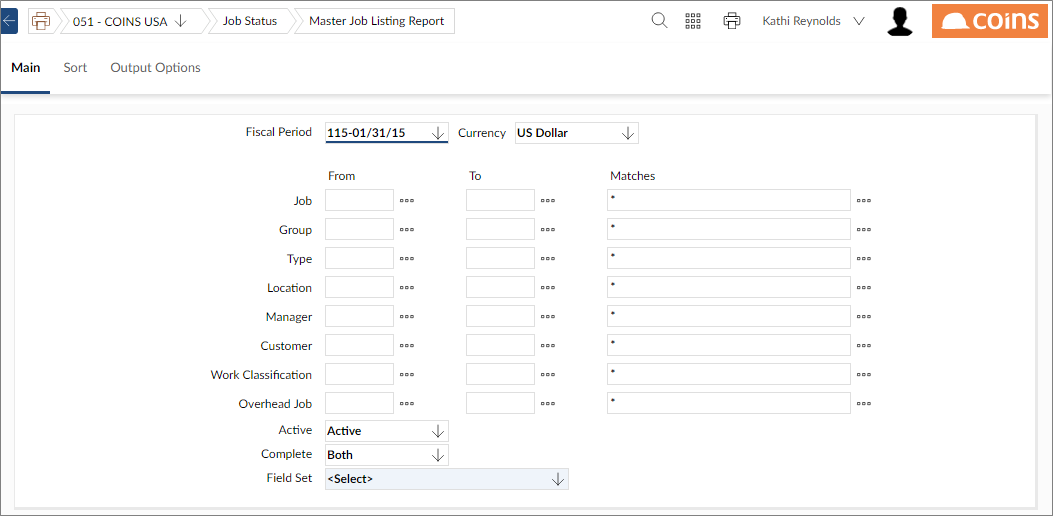 051 - COINS USA Job Status Master Job Listing Report Kathi Reynolds coins
Main Sort Output Options
Fiscal Period 115-01/31/15 Currency US Dollar
From To Matches
Job *
Group *
Type *
Location *
Manager *
Customer *
Work Classification *
Overhead Job *
Active Active
Complete Both
Field Set <Select>